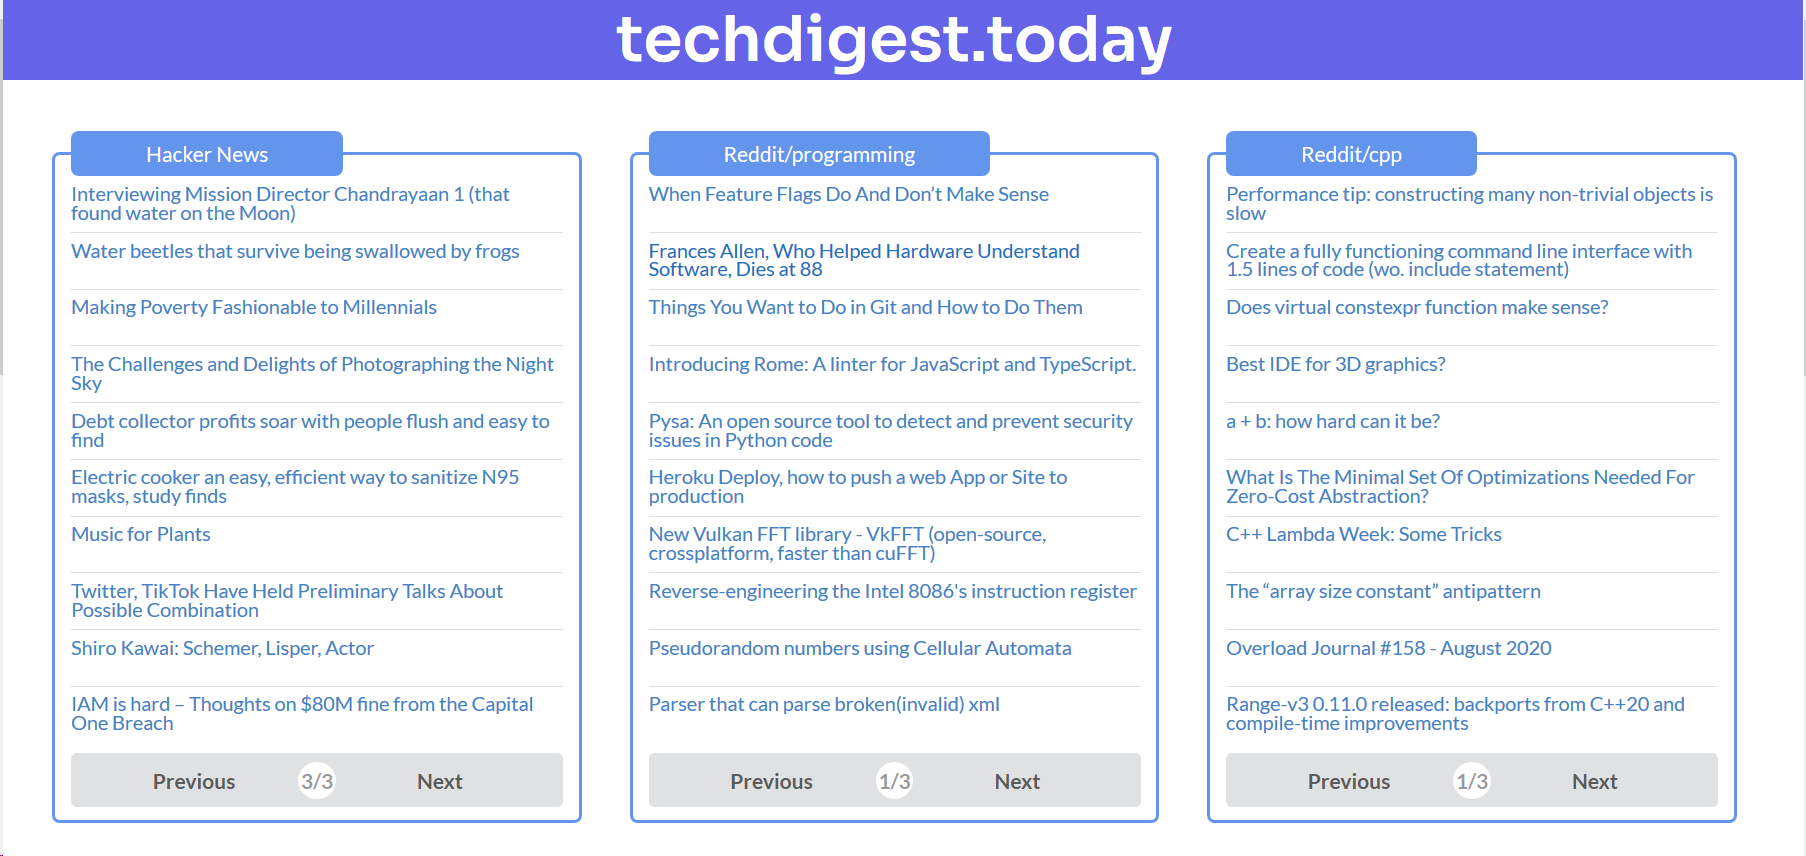 techdigest.today
Hacker News
Interviewing Mission Director Chandrayaan 1 (that
found water on the Moon)
Water beetles that survive being swallowed by frogs
Making Poverty Fashionable to Millennials
The Challenges and Delights of Photographing the Night
Sky
Debt collector profits soar with people flush and easy to
find
Electric cooker an easy, efficient way to sanitize N95
masks, study finds
Music for Plants
Twitter, TikTok Have Held Preliminary Talks About
Possible Combination
Shiro Kawai: Schemer, Lisper, Actor
IAM is hard – Thoughts on $80M fine from the Capital
One Breach
Previous 3/3 Next
Reddit/programming
When Feature Flags Do And Don’t Make Sense
Frances Allen, Who Helped Hardware Understand
Software, Dies at 88
Things You Want to Do in Git and How to Do Them
Introducing Rome: A linter for JavaScript and TypeScript.
Pysa: An open source tool to detect and prevent security
issues in Python code
Heroku Deploy, how to push a web App or Site to
production
New Vulkan FFT library - VkFFT (open-source,
crossplatform, faster than cuFFT)
Reverse-engineering the Intel 8086's instruction register
Pseudorandom numbers using Cellular Automata
Parser that can parse broken(invalid) xml
Previous 1/3 Next
Reddit/cpp
Performance tip: constructing many non-trivial objects is
slow
Create a fully functioning command line interface with
1.5 lines of code (wo. include statement)
Does virtual constexpr function make sense?
Best IDE for 3D graphics?
a + b: how hard can it be?
What Is The Minimal Set Of Optimizations Needed For
Zero-Cost Abstraction?
C++ Lambda Week: Some Tricks
The “array size constant” antipattern
Overload Journal #158 - August 2020
Range-v3 0.11.0 released: backports from C++20 and
compile-time improvements
Previous 1/3 Next